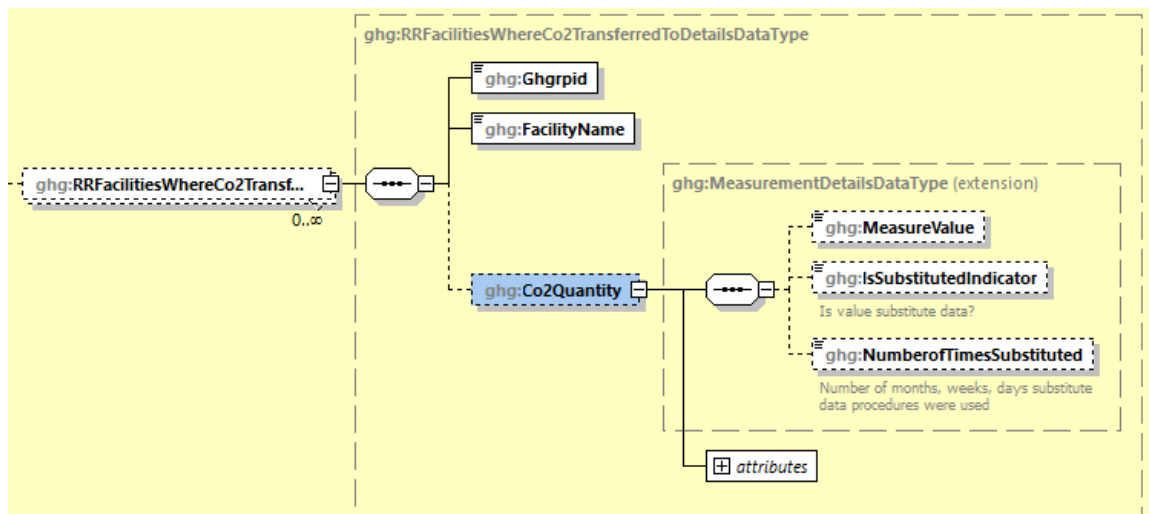 ghg:RRFacilitiesWhereCo2TransferredToDetailsDataType
ghg:Ghgrpid
ghg:FacilityName
ghg:RRFacilitiesWhereCo2Transf...
0..∞
ghg:MeasurementDetailsDataType (extension)
ghg:MeasureValue
ghg:Co2Quantity
ghg:IsSubstitutedIndicator
Is value substitute data?
ghg:NumberofTimesSubstituted
Number of months, weeks, days substitute
data procedures were used
attributes